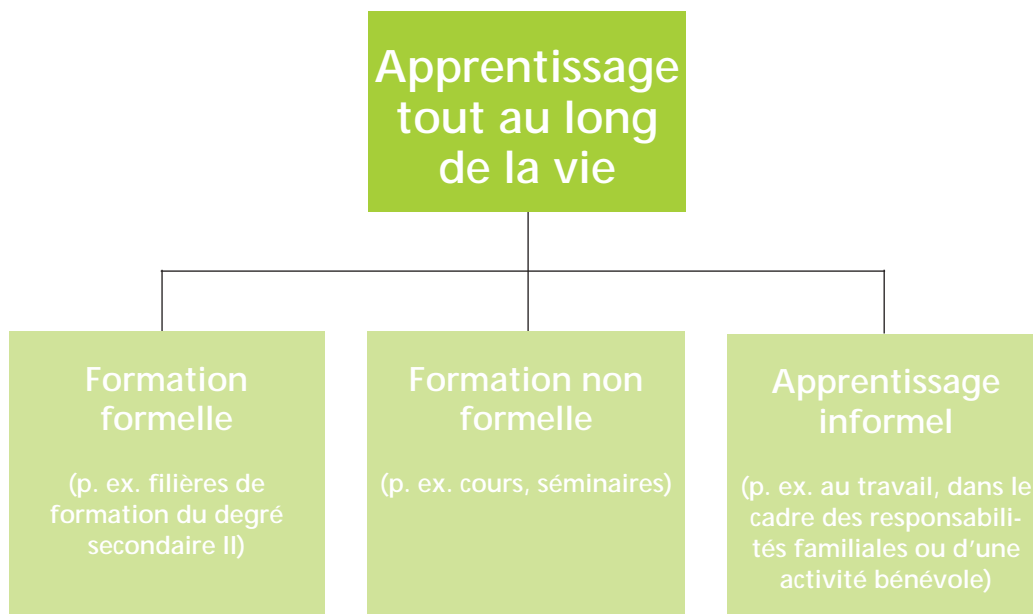 Apprentissage
tout au long
de la vie
Formation
formelle
(p. ex. filières de
formation du degré
secondaire II)
Formation non
formelle
(p. ex. cours, séminaires)
Apprentissage
informel
(p. ex. au travail, dans le
cadre des responsabili-
tés familiales ou d'une
activité bénévole)